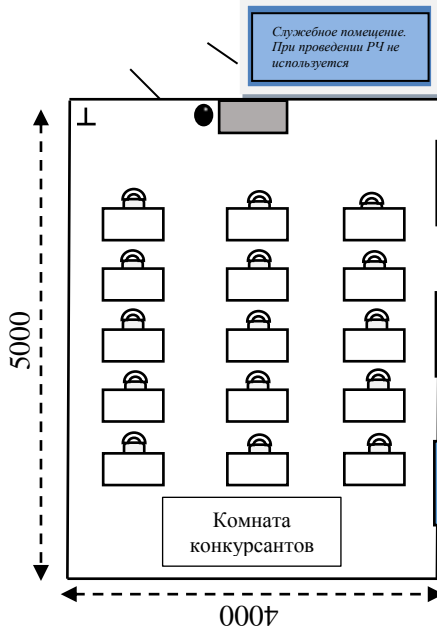 Служебное помещение.
При проведении РЧ не
используется
5000
Комната
конкурсантов
4000